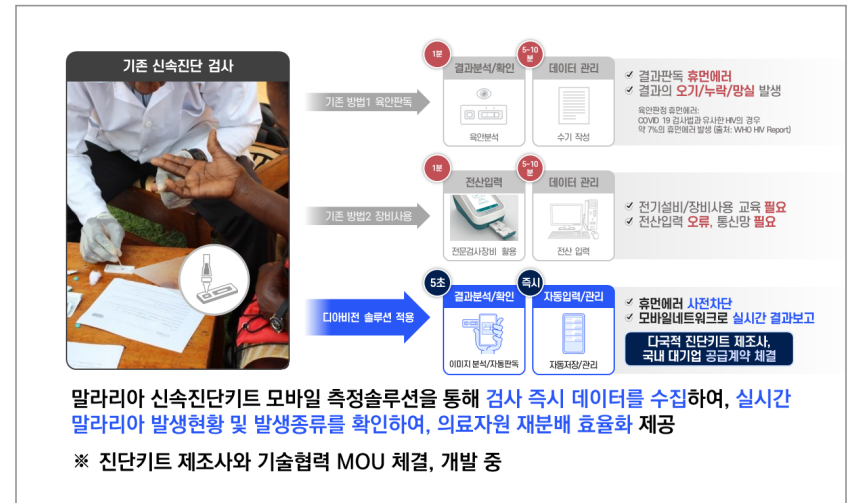 기존 신속진단 검사
기존 방법1 육안판독
1분
결과분석/확인
육안분석
5-10분
데이터 관리
수기 작성
✓ 결과판독 휴먼에러
✓ 결과의 오기/누락/망실 발생
육안판정 휴먼에러:
COVID 19 검사법과 유사한 HIV의 경우
약 7%의 휴먼에러 발생 (출처: WHO HIV Report)
기존 방법2 장비사용
1분
전산입력
전문검사장비 활용
5-10분
데이터 관리
전산 입력
✓ 전기설비/장비사용 교육 필요
✓ 전산입력 오류, 통신망 필요
디아비전 솔루션 적용
5초
결과분석/확인
이미지 분석/자동판독
즉시
자동입력/관리
자동저장/관리
✓ 휴먼에러 사전차단
✓ 모바일네트워크로 실시간 결과보고
다국적 진단키트 제조사,
국내 대기업 공급계약 체결
말라리아 신속진단키트 모바일 측정솔루션을 통해 검사 즉시 데이터를 수집하여, 실시간
말라리아 발생현황 및 발생종류를 확인하여, 의료자원 재분배 효율화 제공
※ 진단키트 제조사와 기술협력 MOU 체결, 개발 중